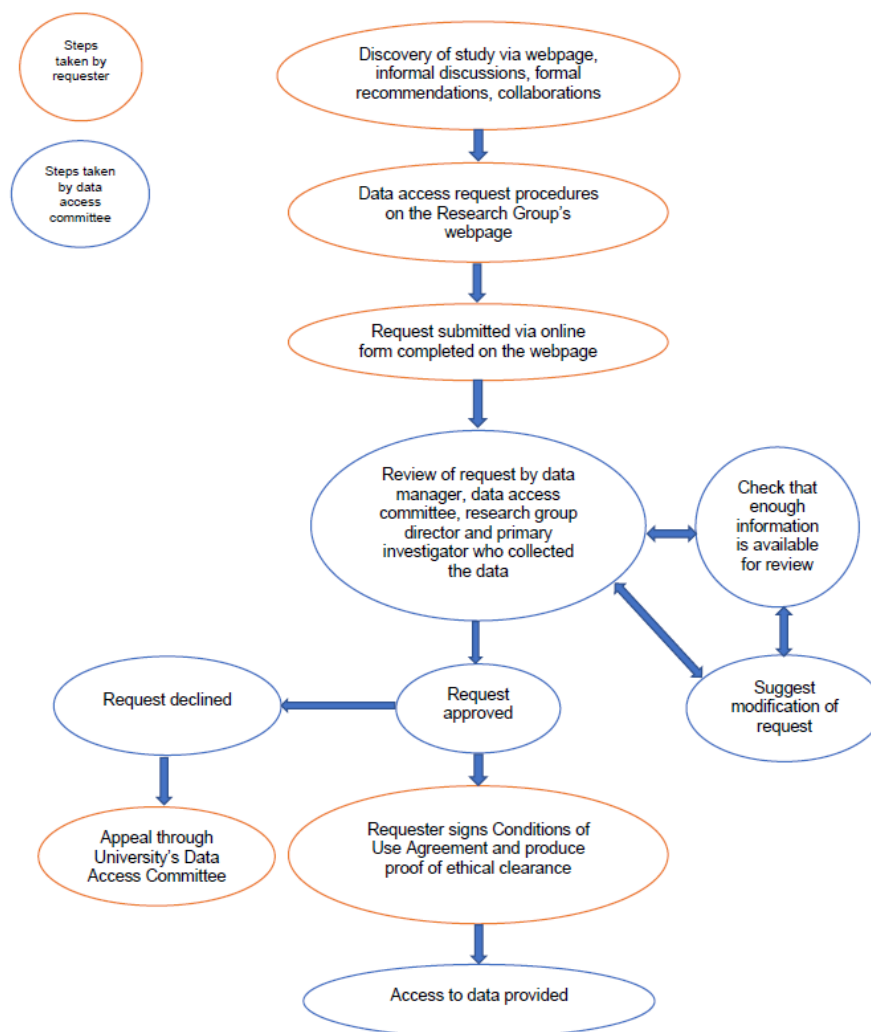 Steps
taken by
requester
Steps taken
by data
access
committee
Discovery of study via webpage,
informal discussions, formal
recommendations, collaborations
Data access request procedures
on the Research Group's
webpage
Request submitted via online
form completed on the webpage
Review of request by data
manager, data access
committee, research group
director and primary
investigator who collected
the data
Check that
enough
information
is available
for review
Suggest
modification of
request
Request declined
Request
approved
Appeal through
University's Data
Access Committee
Requester signs Conditions of
Use Agreement and produce
proof of ethical clearance
Access to data provided